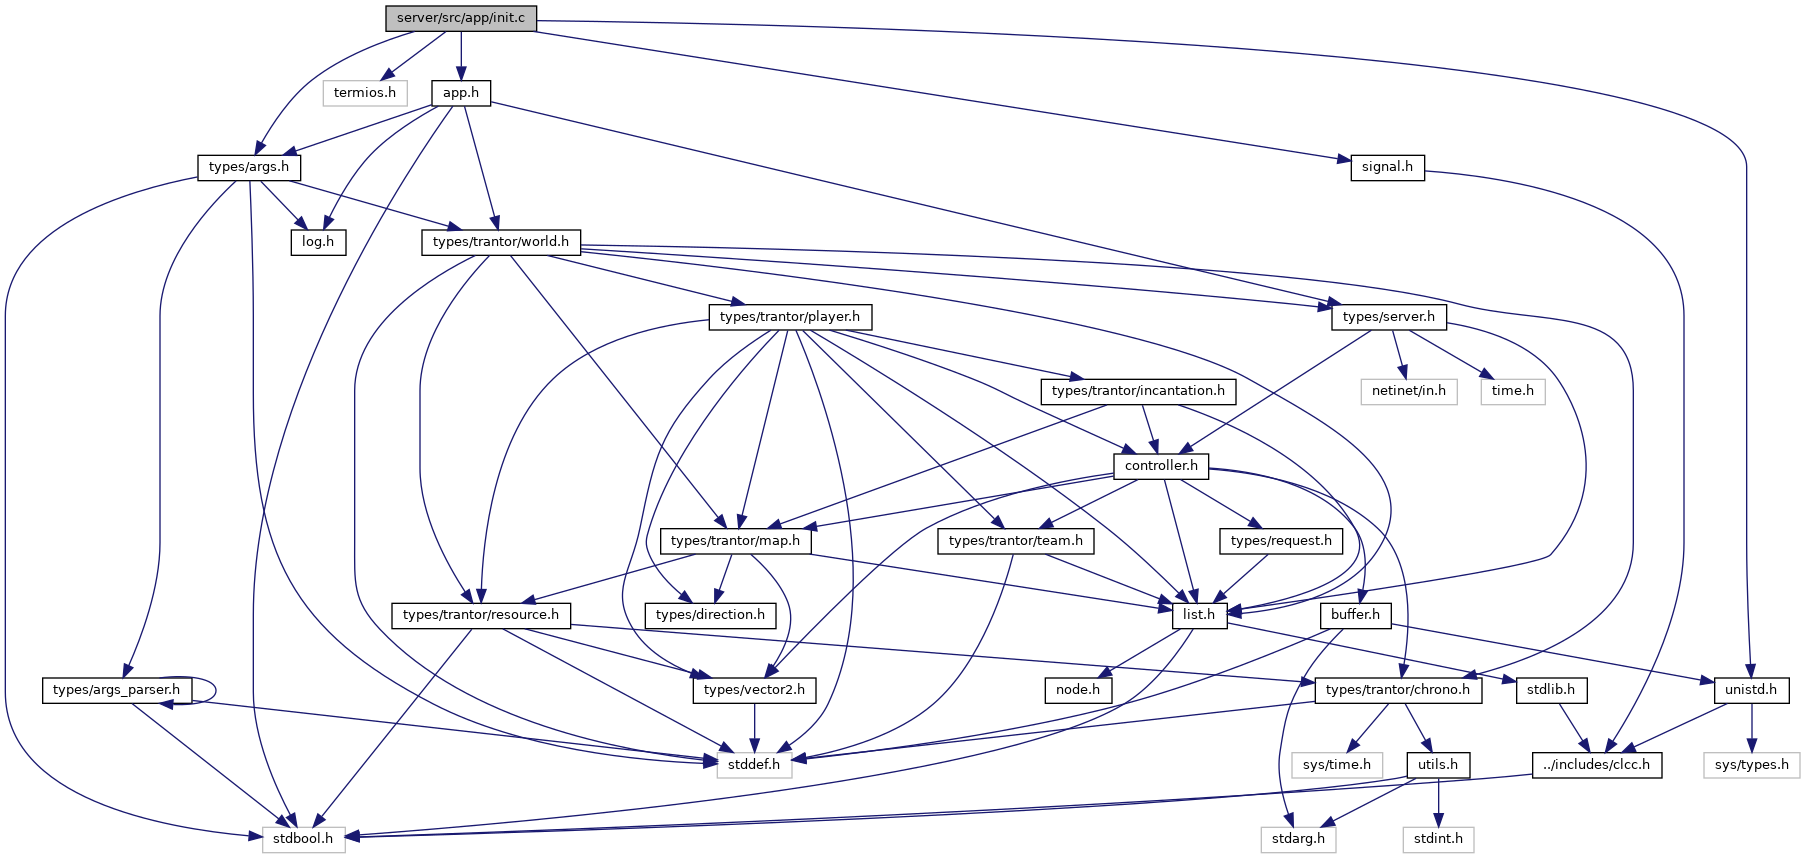 server/src/app/init.c
termios.h
app.h
types/args.h
signal.h
log.h
types/trantor/world.h
types/trantor/player.h
types/server.h
types/trantor/incantation.h
netinet/in.h
time.h
controller.h
types/trantor/map.h
types/trantor/team.h
types/request.h
types/trantor/resource.h
types/direction.h
list.h
buffer.h
types/args_parser.h
types/vector2.h
node.h
types/trantor/chrono.h
stdlib.h
unistd.h
stddef.h
sys/time.h
utils.h
../includes/clcc.h
sys/types.h
stdbool.h
stdarg.h
stdint.h